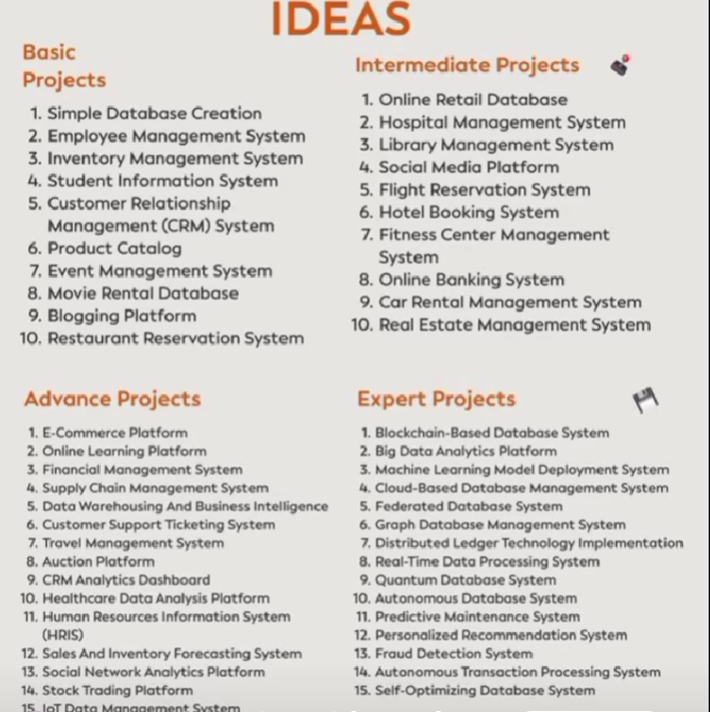 IDEAS
Basic
Projects
1. Simple Database Creation
2. Employee Management System
3. Inventory Management System
4. Student Information System
5. Customer Relationship
Management (CRM) System
6. Product Catalog
7. Event Management System
8. Movie Rental Database
9. Blogging Platform
10. Restaurant Reservation System
Intermediate Projects
1. Online Retail Database
2. Hospital Management System
3. Library Management System
4. Social Media Platform
5. Flight Reservation System
6. Hotel Booking System
7. Fitness Center Management
System
8. Online Banking System
9. Car Rental Management System
10. Real Estate Management System
Advance Projects
1. E-Commerce Platform
2. Online Learning Platform
3. Financial Management System
4. Supply Chain Management System
5. Data Warehousing And Business Intelligence
6. Customer Support Ticketing System
7. Travel Management System
8. Auction Platform
9. CRM Analytics Dashboard
10. Healthcare Data Analysis Platform
11. Human Resources Information System
(HRIS)
12. Sales And Inventory Forecasting System
13. Social Network Analytics Platform
14. Stock Trading Platform
15. IoT Data Management System
Expert Projects
1. Blockchain-Based Database System
2. Big Data Analytics Platform
3. Machine Learning Model Deployment System
4. Cloud-Based Database Management System
5. Federated Database System
6. Graph Database Management System
7. Distributed Ledger Technology Implementation
8. Real-Time Data Processing System
9. Quantum Database System
10. Autonomous Database System
11. Predictive Maintenance System
12. Personalized Recommendation System
13. Fraud Detection System
14. Autonomous Transaction Processing System
15. Self-Optimizing Database System